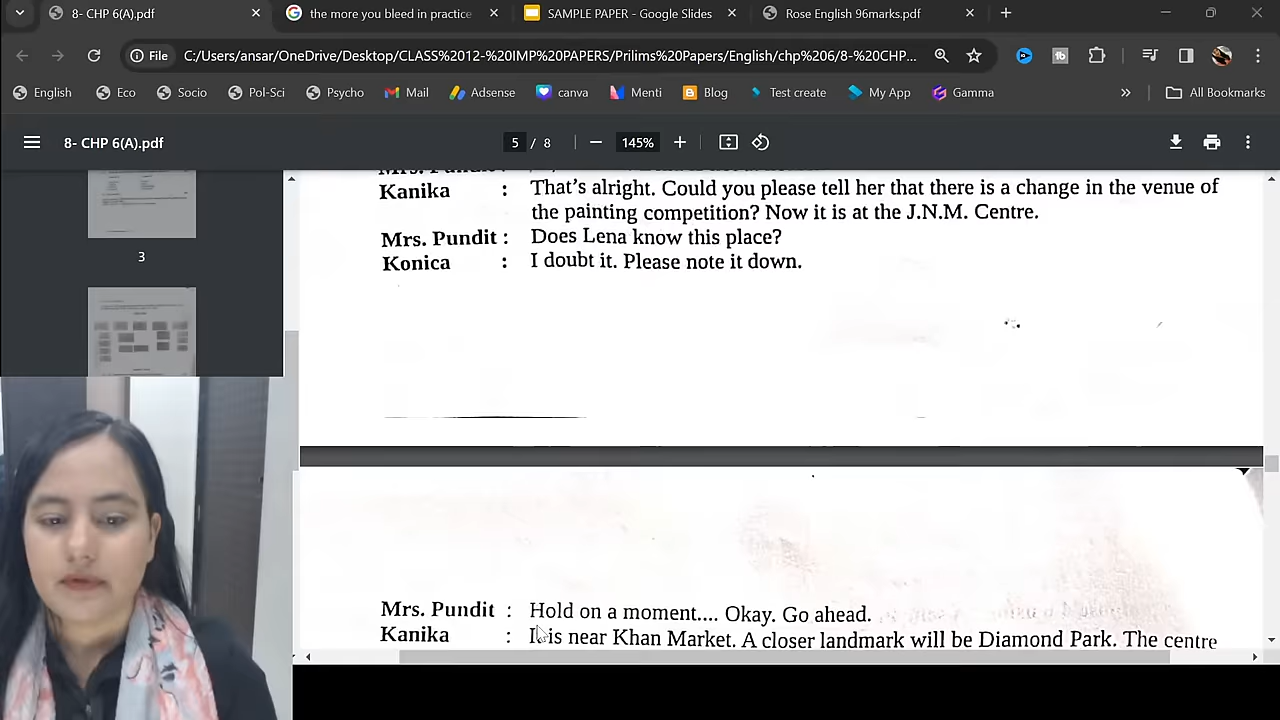 8- CHP 6(A).pdf
the more you bleed in practice
SAMPLE PAPER - Google Slides
Rose English 96marks.pdf
File
C:/Users/ansar/OneDrive/Desktop/CLASS%2012-%20IMP%20PAPERS/Prilims%20Papers/English/chp%206/8-%20CHP...
English
Eco
Socio
Pol-Sci
Psycho
Mail
Adsense
canva
Menti
Blog
Test create
My App
Gamma
»
All Bookmarks
8- CHP 6(A).pdf
5 / 8
145%
3
Kanika : That's alright. Could you please tell her that there is a change in the venue of
the painting competition? Now it is at the J.N.M. Centre.
Mrs. Pundit : Does Lena know this place?
Konica : I doubt it. Please note it down.
Mrs. Pundit : Hold on a moment.... Okay. Go ahead.
Kanika : It is near Khan Market. A closer landmark will be Diamond Park. The centre